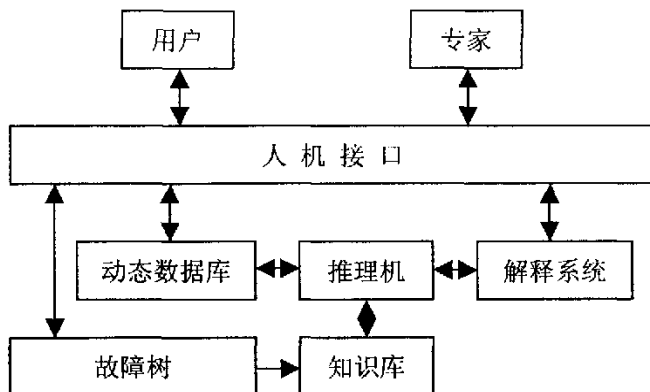 用户
专家
人机接口
动态数据库
推理机
解释系统
故障树
知识库